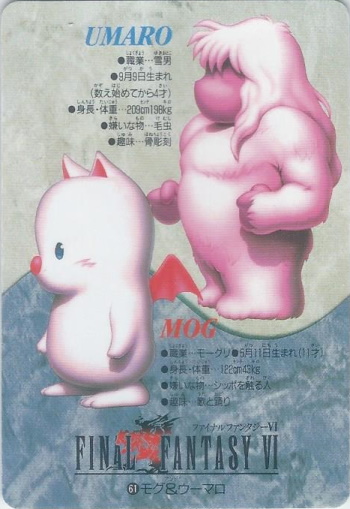 UMARO
●職業…雪男
●9月9日生まれ
(数え始めてから4才)
●身長・体重…209cm198kg
●嫌いな物…毛虫
●趣味…骨彫刻
MOG
●職業…モーグリ●5月11日生まれ(11才)
●身長・体重…122cm43kg
●嫌いな物…シッポを触る人
●趣味…歌と踊り
ファイナルファンタジーVI
FINAL FANTASY VI
61 モグ&ウーマロ